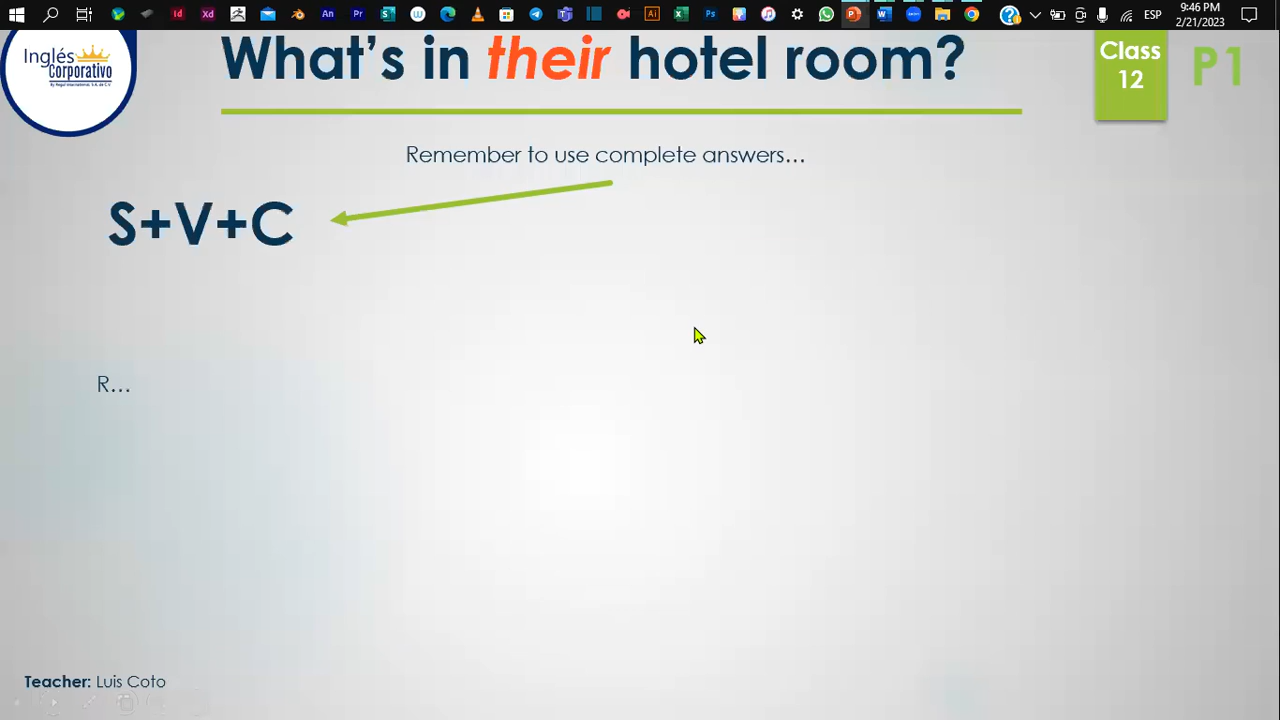 9:46 PM
ESP
2/21/2023
Inglés
Corporativo
What's in their hotel room?
Class
12
P1
Remember to use complete answers...
S+V+C
R...
Teacher: Luis Coto